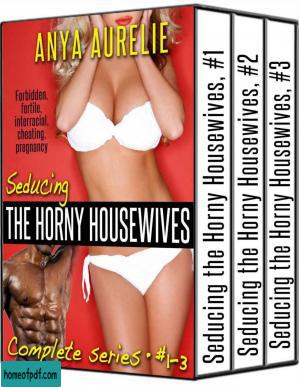 ANYA AURELIE
Forbidden,
fertile,
interracial,
cheating,
pregnancy
Seducing
THE HORNY HOUSEWIVES
Complete series • #1-3
homeofpdf.com
Seducing the Horny Housewives, #1
Seducing the Horny Housewives, #2
Seducing the Horny Housewives, #3